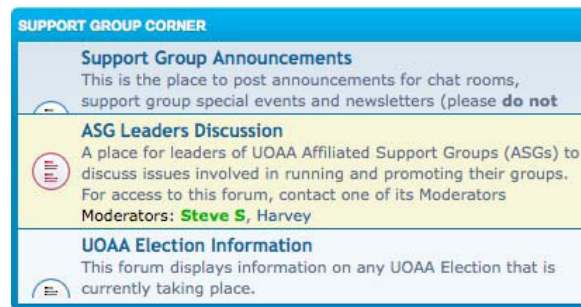 SUPPORT GROUP CORNER
Support Group Announcements
This is the place to post announcements for chat rooms,
support group special events and newsletters (please do not
ASG Leaders Discussion
A place for leaders of UOAA Affiliated Support Groups (ASGs) to
discuss issues involved in running and promoting their groups.
For access to this forum, contact one of its Moderators
Moderators: Steve S, Harvey
UOAA Election Information
This forum displays information on any UOAA Election that is
currently taking place.